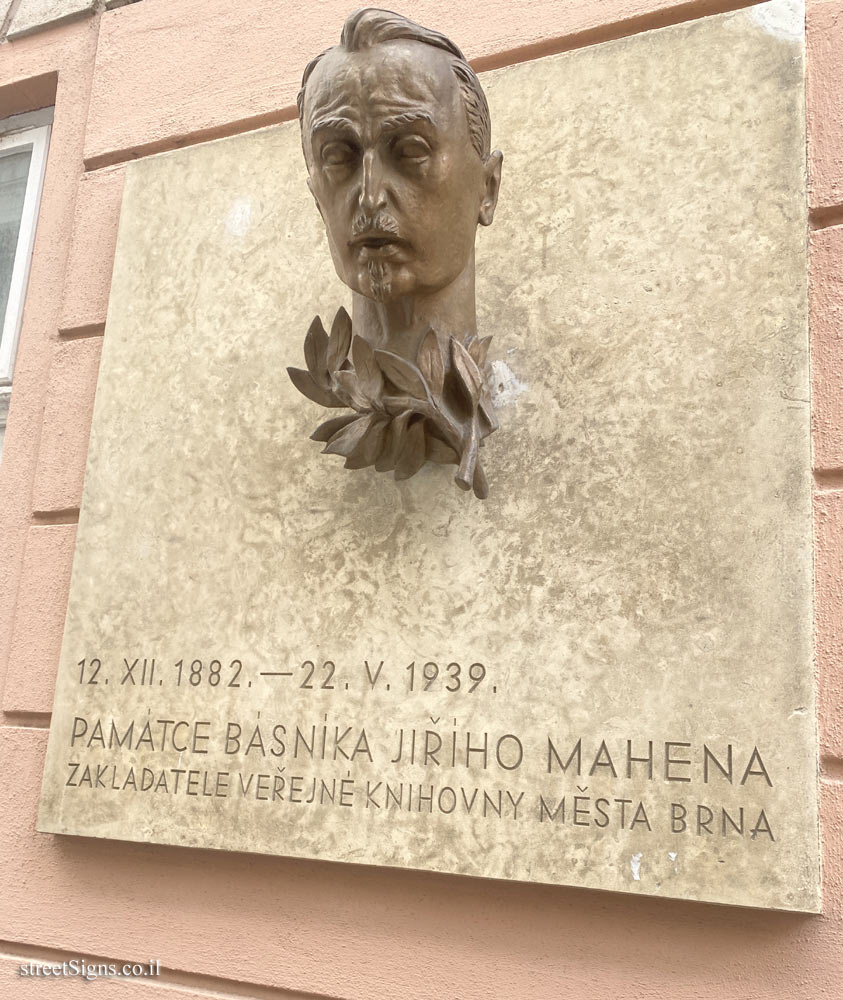 12. XII. 1882. — 22. V. 1939.
PAMÁTCE BÁSNÍKA JIŘÍHO MAHENA
ZAKLADATELE VEŘEJNÉ KNIHOVNY MĚSTA BRNA
streetSigns.co.il